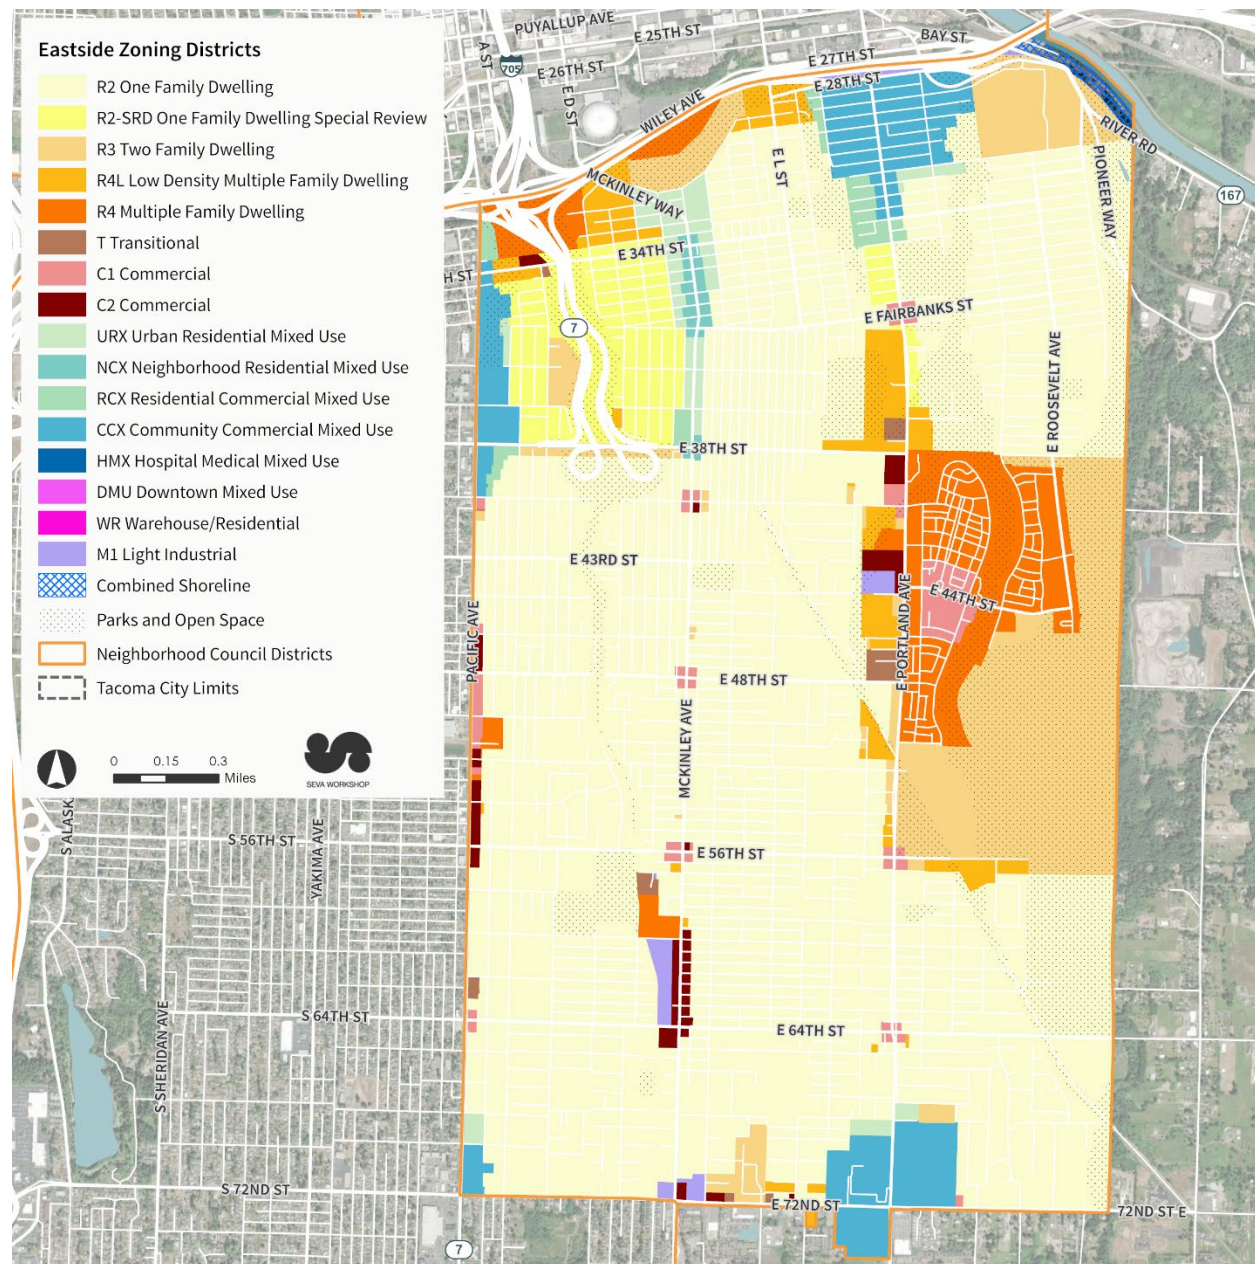 Eastside Zoning Districts
R2 One Family Dwelling
R2-SRD One Family Dwelling Special Review
R3 Two Family Dwelling
R4L Low Density Multiple Family Dwelling
R4 Multiple Family Dwelling
T Transitional
C1 Commercial
C2 Commercial
URX Urban Residential Mixed Use
NCX Neighborhood Residential Mixed Use
RCX Residential Commercial Mixed Use
CCX Community Commercial Mixed Use
HMX Hospital Medical Mixed Use
DMU Downtown Mixed Use
WR Warehouse/Residential
M1 Light Industrial
Combined Shoreline
Parks and Open Space
Neighborhood Council Districts
Tacoma City Limits
0 0.15 0.3
Miles
SEVA WORKSHOP
PUYALLUP AVE
A ST
705
E 25TH ST
E 26TH ST
E D ST
BAY ST
E 27TH ST
E 28TH ST
WILEY AVE
RIVER RD
MCKINLEY WAY
E L ST
PIONEER WAY
167
E 34TH ST
H ST
7
E FAIRBANKS ST
E ROOSEVELT AVE
E 38TH ST
E 43RD ST
E 44TH ST
PACIFIC AVE
E PORTLAND AVE
E 48TH ST
MCKINLEY AVE
S ALASK
YAKIMA AVE
S 56TH ST
E 56TH ST
S SHERIDAN AVE
S 64TH ST
E 64TH ST
S 72ND ST
E 72ND ST
72ND ST E
7